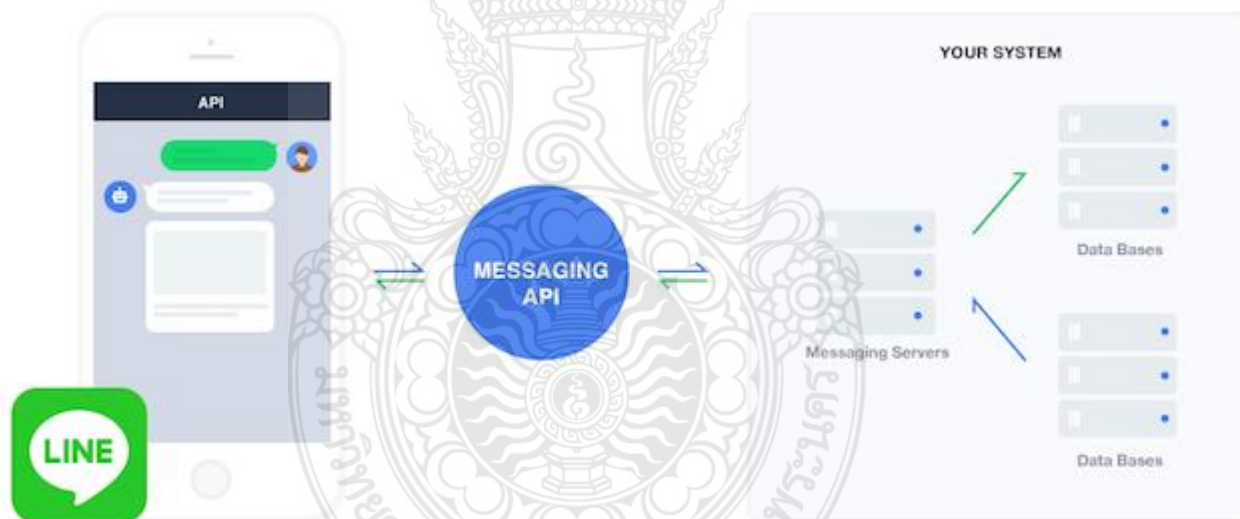 YOUR SYSTEM
API
MESSAGING
API
Data Bases
Messaging Servers
LINE
Data Bases